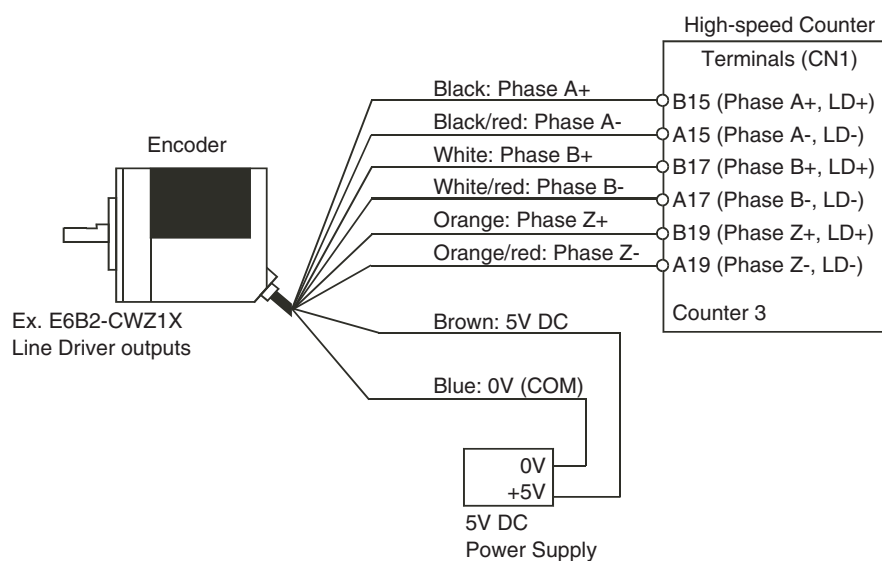 High-speed Counter
Terminals (CN1)
Black: Phase A+
B15 (Phase A+, LD+)
Black/red: Phase A-
A15 (Phase A-, LD-)
Encoder
White: Phase B+
B17 (Phase B+, LD+)
White/red: Phase B-
A17 (Phase B-, LD-)
Orange: Phase Z+
B19 (Phase Z+, LD+)
Orange/red: Phase Z-
A19 (Phase Z-, LD-)
Counter 3
Ex. E6B2-CWZ1X
Line Driver outputs
Brown: 5V DC
Blue: 0V (COM)
0V
+5V
5V DC
Power Supply